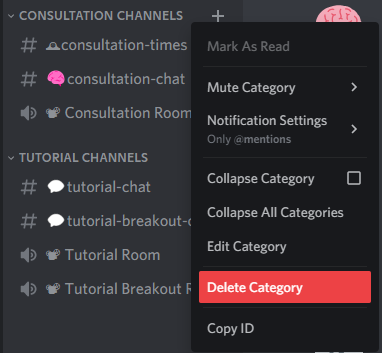 CONSULTATION CHANNELS
consultation-times
consultation-chat
Consultation Room
TUTORIAL CHANNELS
tutorial-chat
tutorial-breakout-
Tutorial Room
Tutorial Breakout
Mark As Read
Mute Category
Notification Settings
Only @mentions
Collapse Category
Collapse All Categories
Edit Category
Delete Category
Copy ID